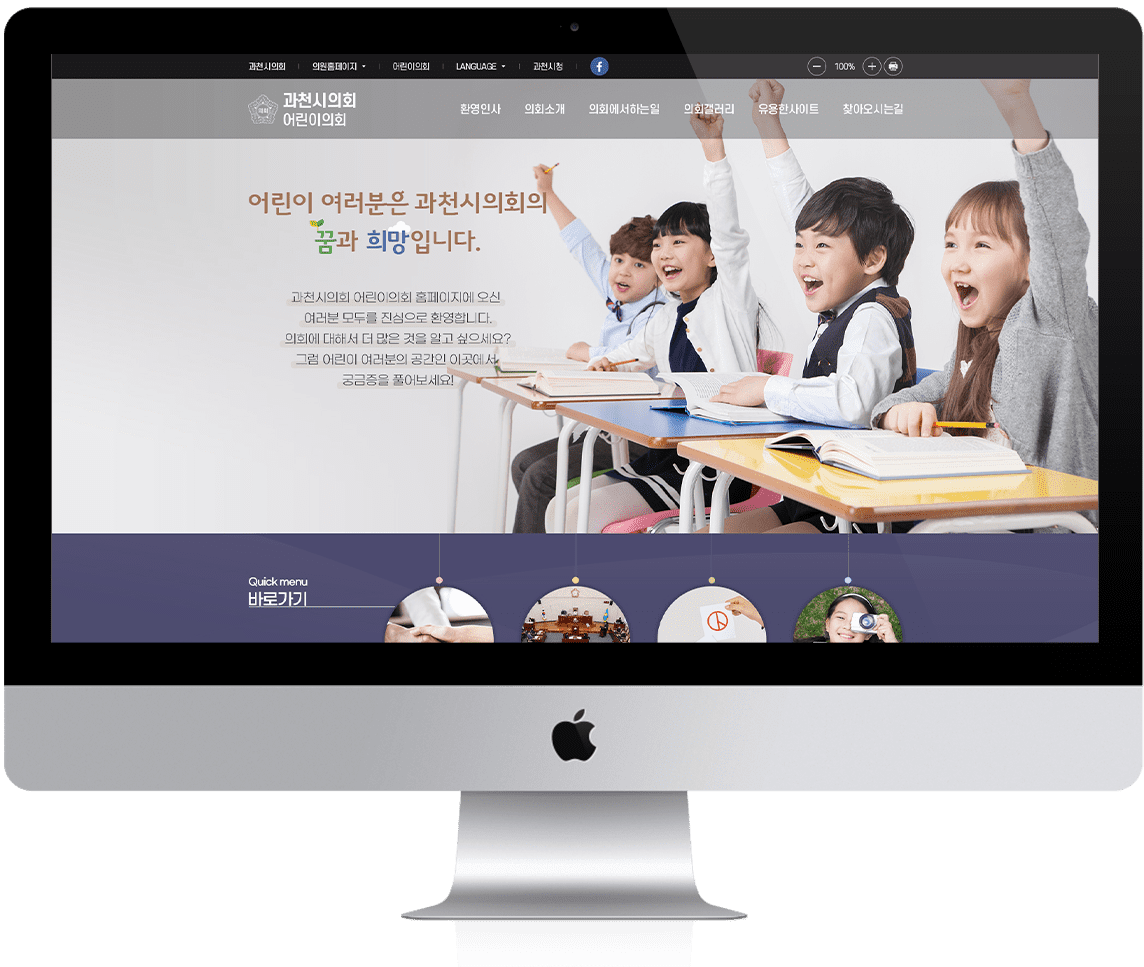 과천시의회 의원홈페이지 어린이의회 LANGUAGE 과천시청 f 100%
과천시의회
어린이의회
환영인사 의회소개 의회에서하는일 의회갤러리 유용한사이트 찾아오시는길
어린이 여러분은 과천시의회의
꿈과 희망입니다.
과천시의회 어린이의회 홈페이지에 오신
여러분 모두를 진심으로 환영합니다.
의회에 대해서 더 많은 것을 알고 싶으세요?
그럼 어린이 여러분의 공간인 이곳에서
궁금증을 풀어보세요!
Quick menu
바로가기